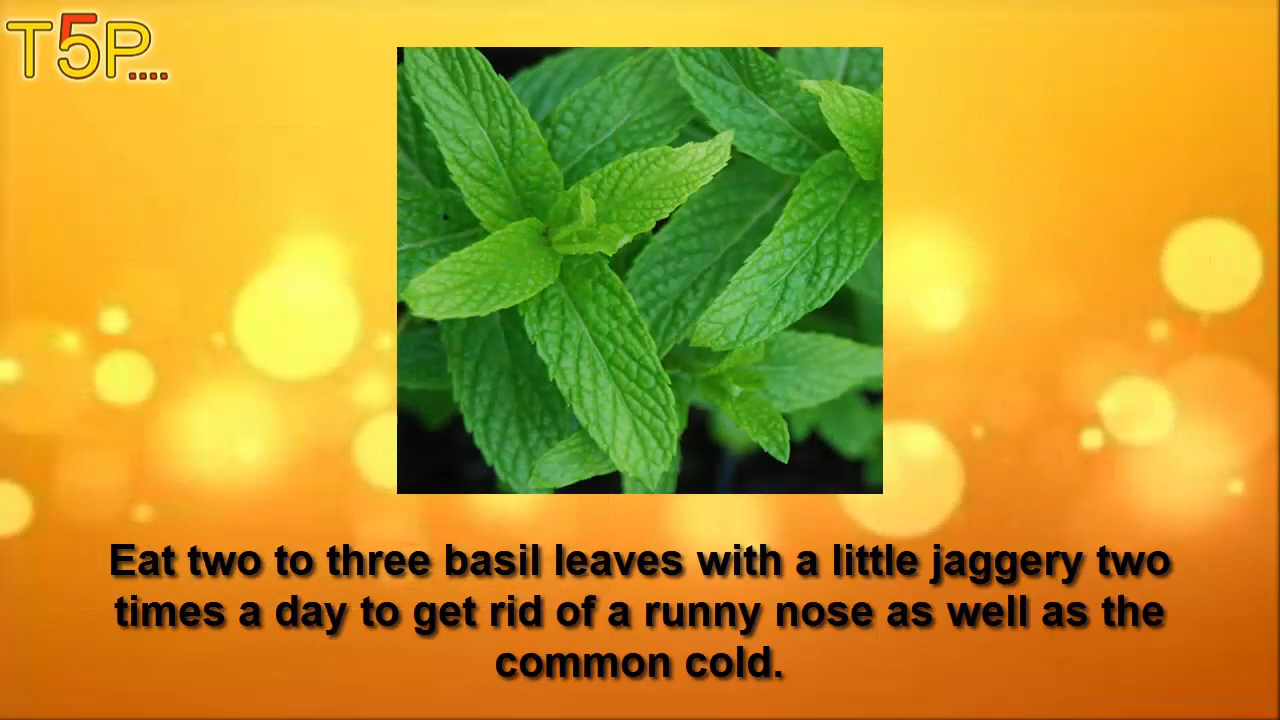 T5P....
Eat two to three basil leaves with a little jaggery two
times a day to get rid of a runny nose as well as the
common cold.